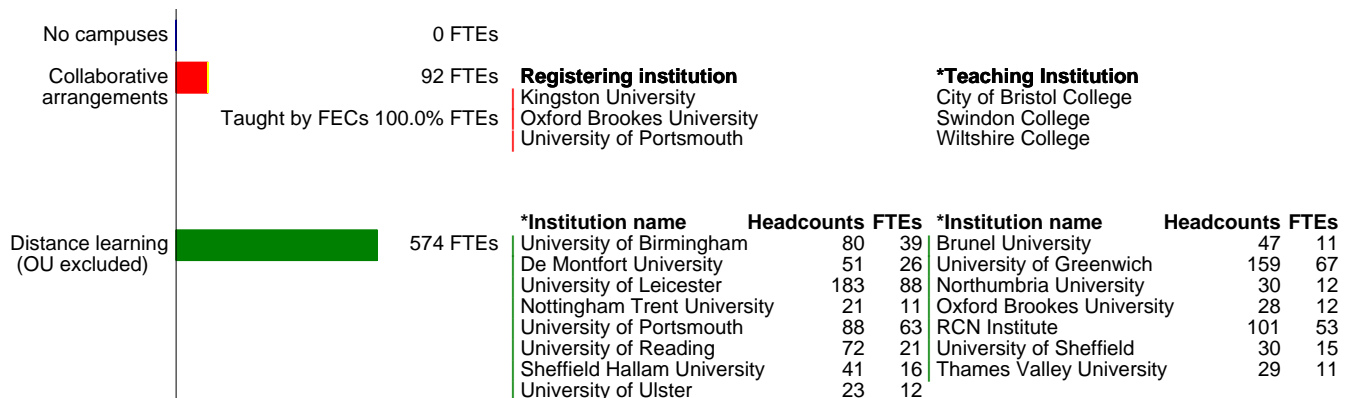 No campuses 0 FTEs
Collaborative arrangements 92 FTEs
Taught by FECs 100.0% FTEs
Registering institution *Teaching Institution
Kingston University City of Bristol College
Oxford Brookes University Swindon College
University of Portsmouth Wiltshire College
Distance learning (OU excluded) 574 FTEs
*Institution name Headcounts FTEs *Institution name Headcounts FTEs
University of Birmingham 80 39 Brunel University 47 11
De Montfort University 51 26 University of Greenwich 159 67
University of Leicester 183 88 Northumbria University 30 12
Nottingham Trent University 21 11 Oxford Brookes University 28 12
University of Portsmouth 88 63 RCN Institute 101 53
University of Reading 72 21 University of Sheffield 30 15
Sheffield Hallam University 41 16 Thames Valley University 29 11
University of Ulster 23 12